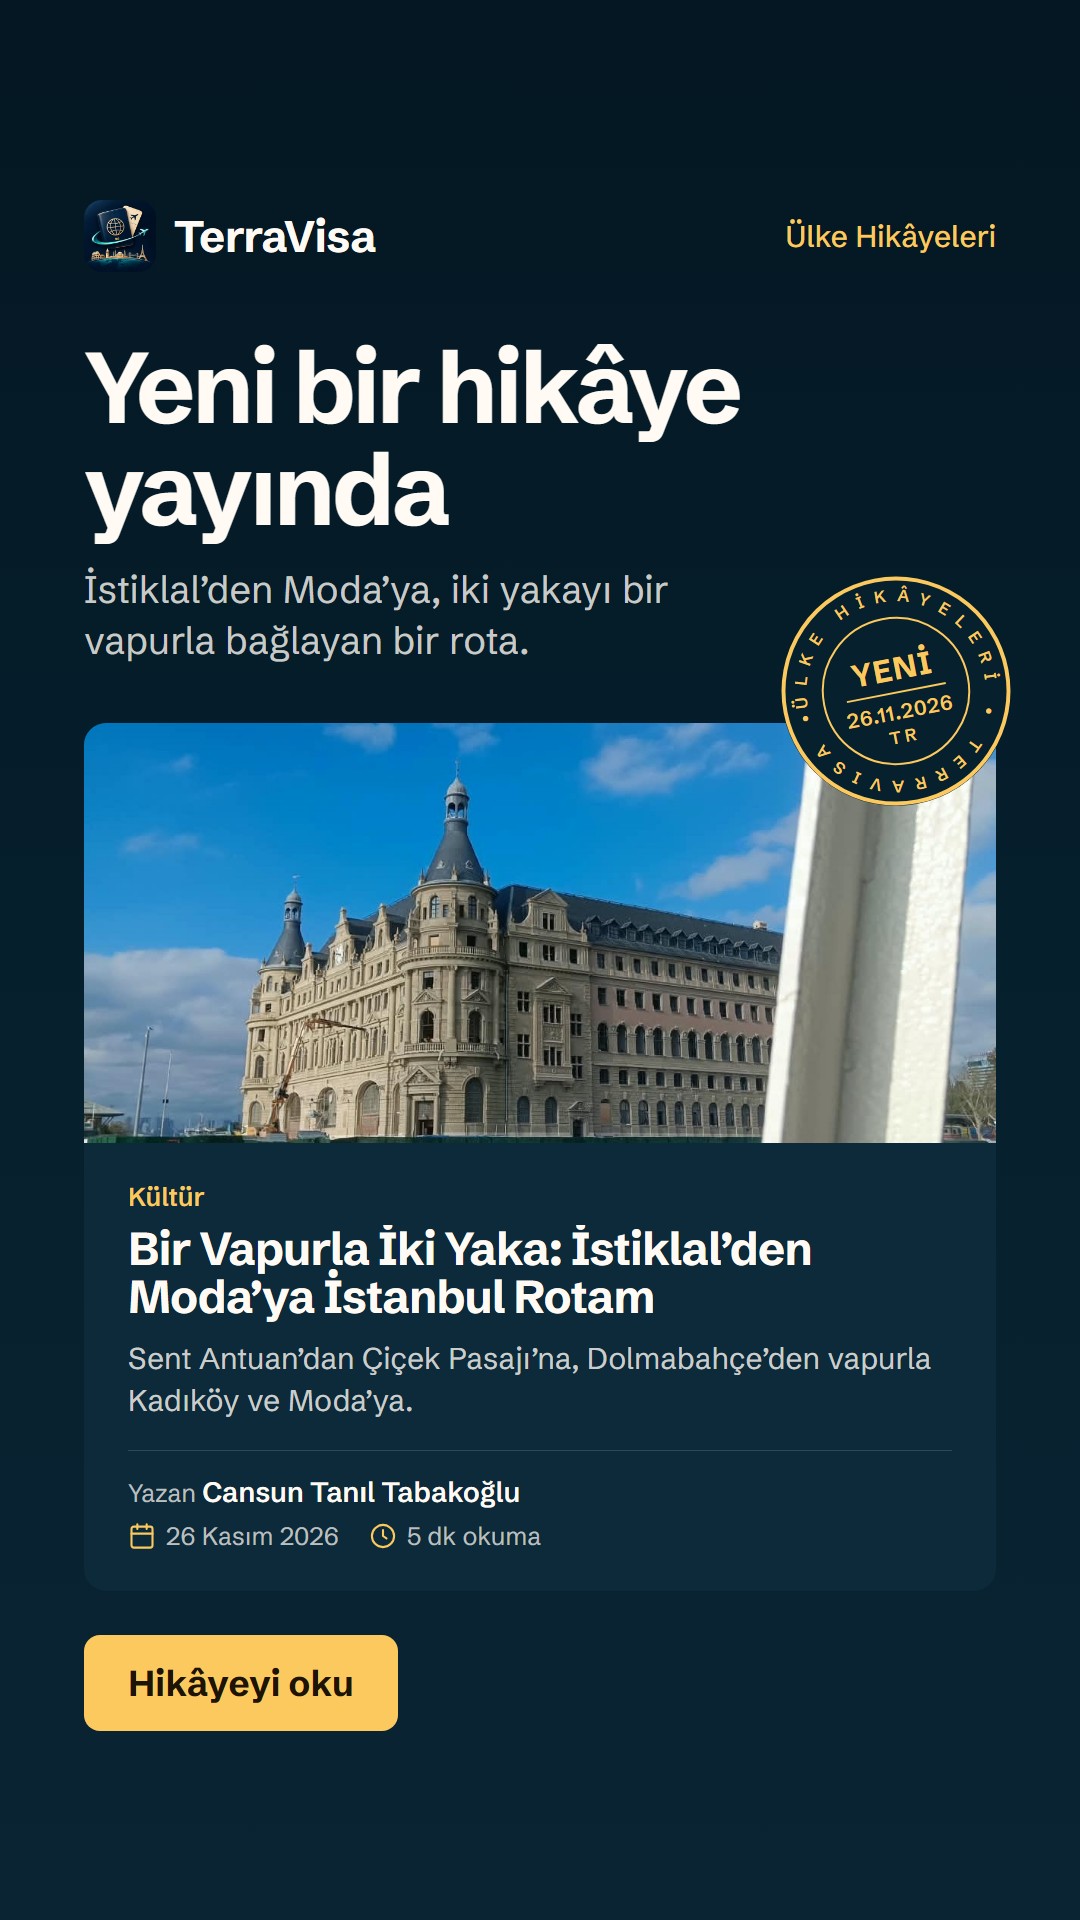 TerraVisa
Ülke Hikâyeleri
Yeni bir hikâye
yayında
İstiklal’den Moda’ya, iki yakayı bir
vapurla bağlayan bir rota.
ÜLKE HİKÂYELERİ • TERRAVISA •
YENİ
26.11.2026
TR
Kültür
Bir Vapurla İki Yaka: İstiklal’den
Moda’ya İstanbul Rotam
Sent Antuan’dan Çiçek Pasajı’na, Dolmabahçe’den vapurla
Kadıköy ve Moda’ya.
Yazan Cansun Tanıl Tabakoğlu
26 Kasım 2026 5 dk okuma
Hikâyeyi oku